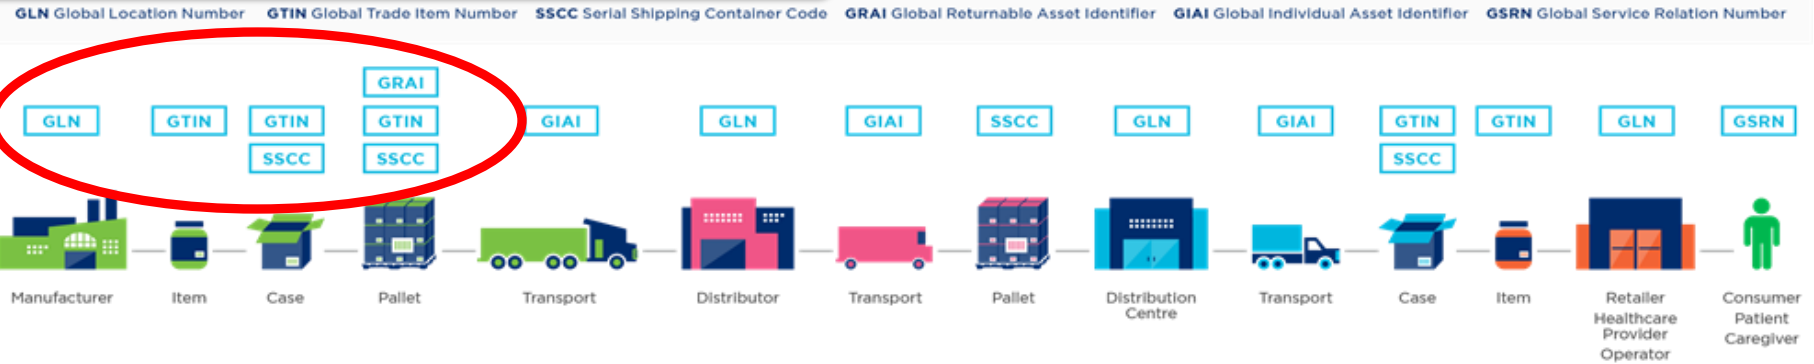 GLN Global Location Number GTIN Global Trade Item Number SSCC Serial Shipping Container Code GRAI Global Returnable Asset Identifier GIAI Global Individual Asset Identifier GSRN Global Service Relation Number
GRAI
GLN GTIN GTIN GTIN GIAI GLN GIAI SSCC GLN GIAI GTIN GTIN GLN GSRN
SSCC SSCC SSCC
Manufacturer Item Case Pallet Transport Distributor Transport Pallet Distribution Transport Case Item Retailer Consumer
Centre Healthcare Patient
Provider Caregiver
Operator